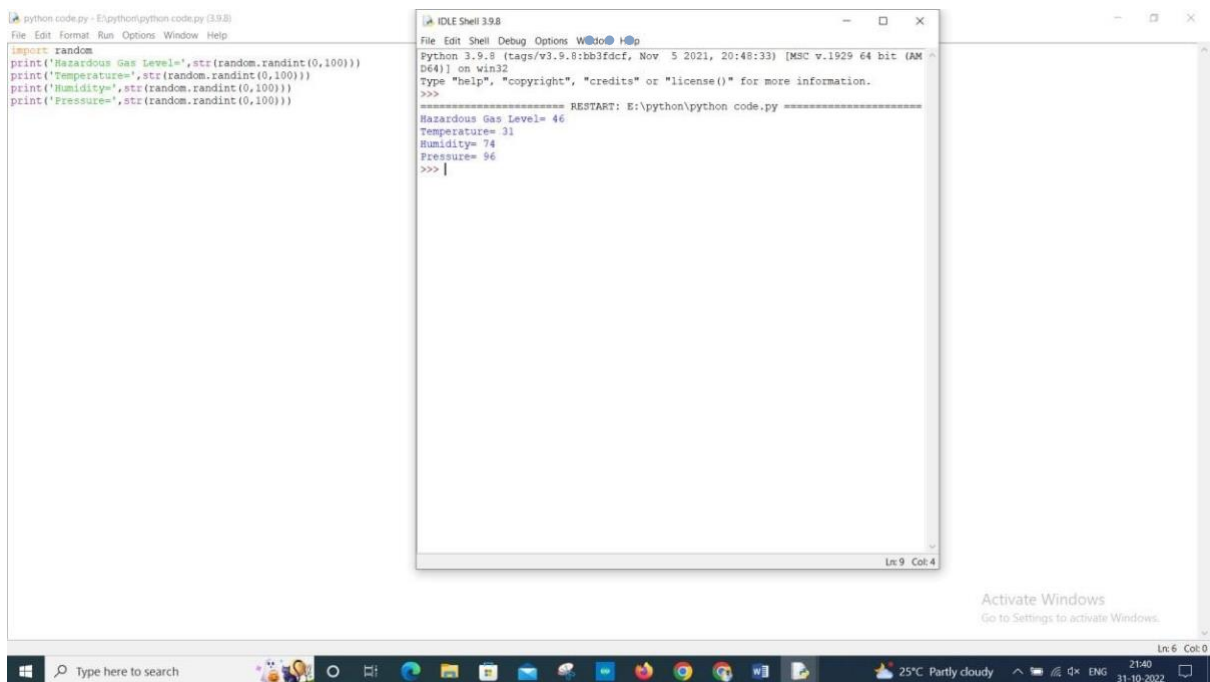 python code.py - E:\python\python code.py (3.9.8)
File Edit Format Run Options Window Help
import random
print('Hazardous Gas Level=',str(random.randint(0,100)))
print('Temperature=',str(random.randint(0,100)))
print('Humidity=',str(random.randint(0,100)))
print('Pressure=',str(random.randint(0,100)))
IDLE Shell 3.9.8
File Edit Shell Debug Options
Python 3.9.8 (tags/v3.9.8:bb3fdcf, Nov 5 2021, 20:48:33) [MSC v.1929 64 bit (AM
D64)] on win32
Type "help", "copyright", "credits" or "license()" for more information.
>>>
======================= RESTART: E:\python\python code.py ======================
Hazardous Gas Level= 46
Temperature= 31
Humidity= 74
Pressure= 96
>>>
Ln: 9 Col: 4
Activate Windows
Go to Settings to activate Windows.
Ln: 6 Col: 0
Type here to search
25°C Partly cloudy
ENG
21:40
31-10-2022